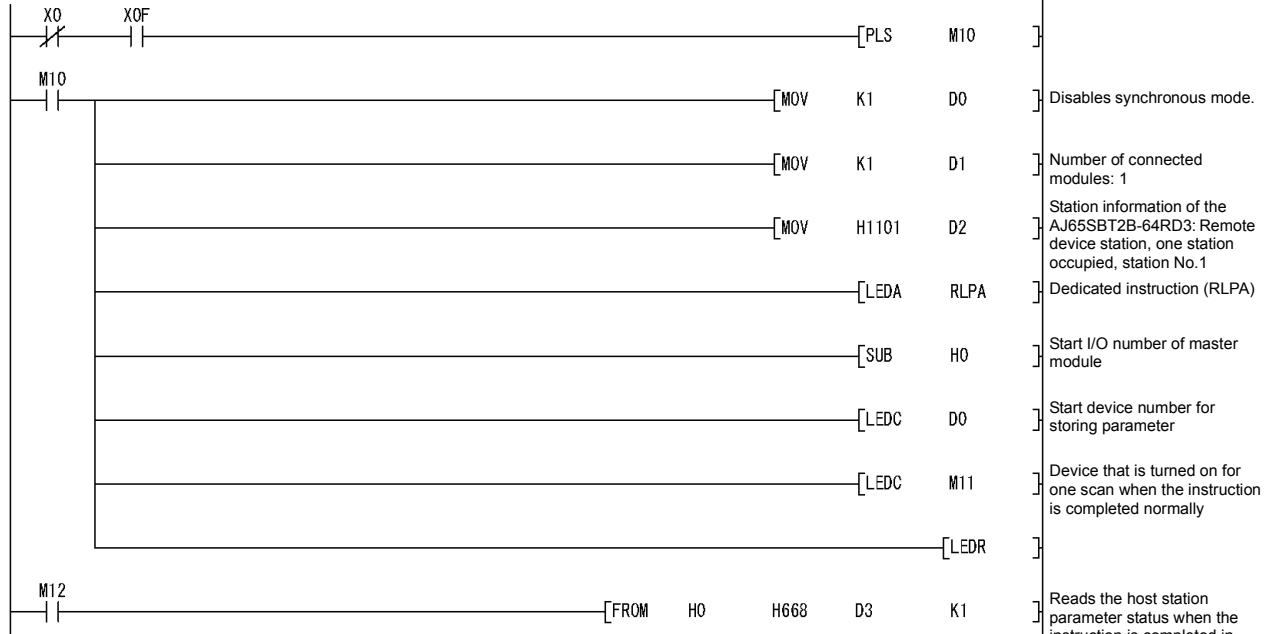 X0 X0F
PLS M10
M10
MOV K1 D0 Disables synchronous mode.
MOV K1 D1 Number of connected
modules: 1
MOV H1101 D2 Station information of the
AJ65SBT2B-64RD3: Remote
device station, one station
occupied, station No.1
LEDA RLPA Dedicated instruction (RLPA)
SUB H0 Start I/O number of master
module
LEDC D0 Start device number for
storing parameter
LEDC M11 Device that is turned on for
one scan when the instruction
is completed normally
LEDR
M12
FROM H0 H668 D3 K1 Reads the host station
parameter status when the
instruction is completed in